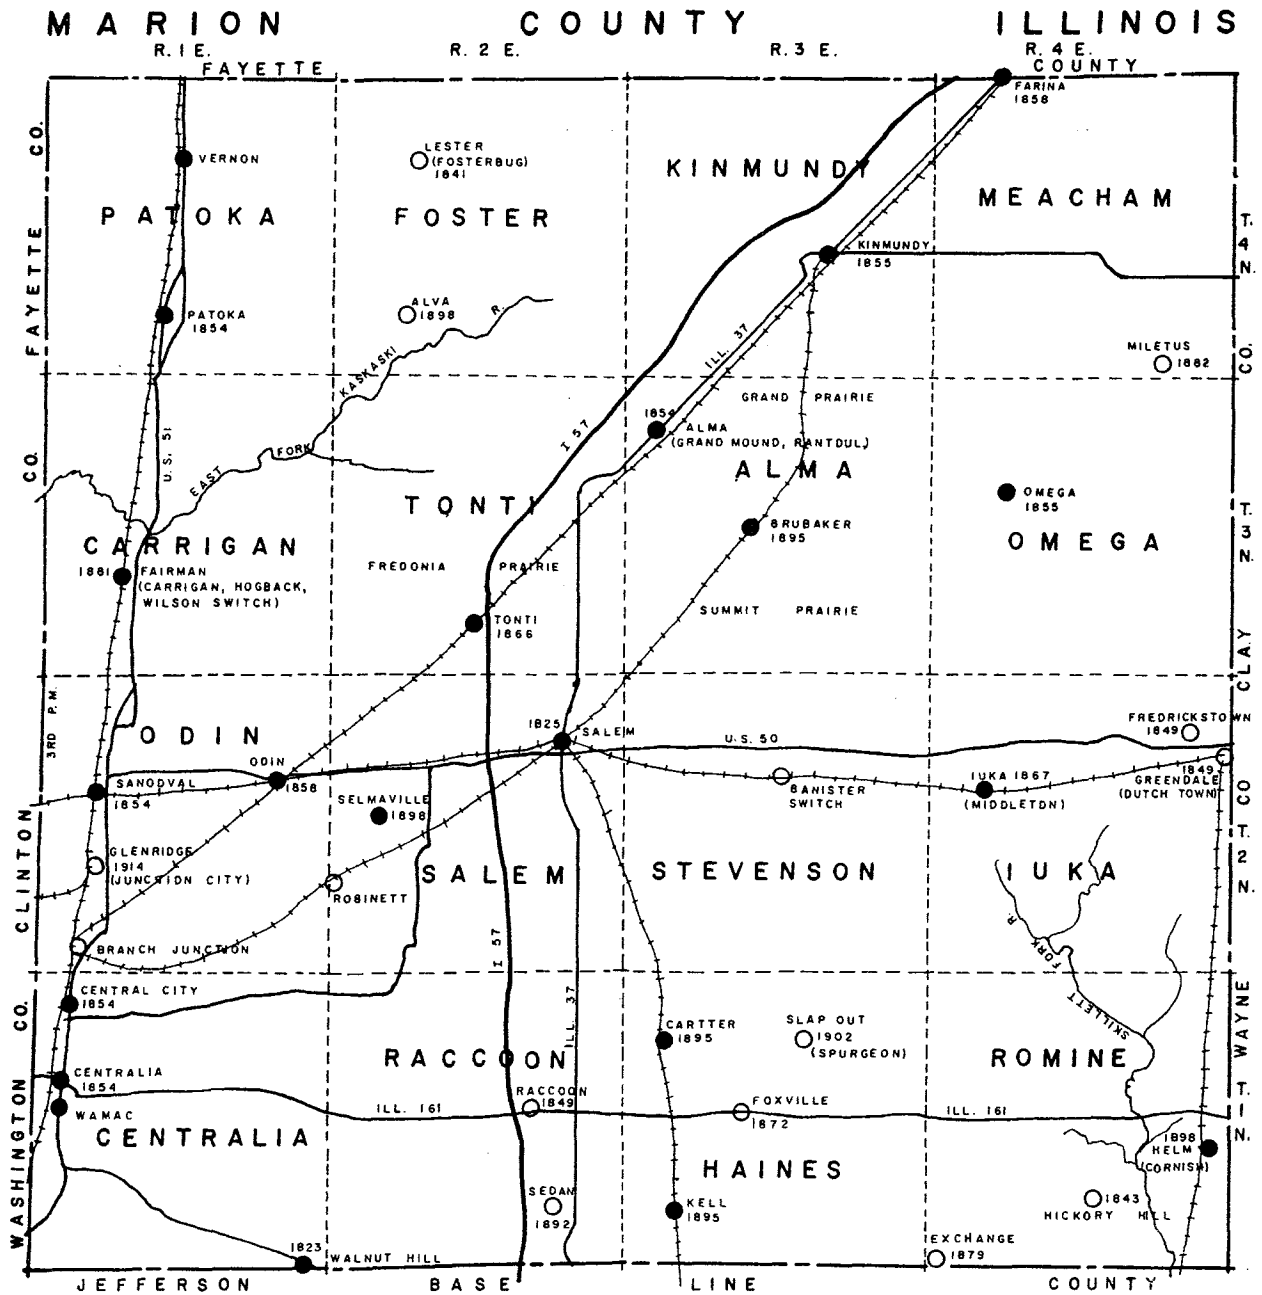 MARION COUNTY ILLINOIS
R. 1 E. R. 2 E. R. 3 E. R. 4 E.
FAYETTE COUNTY
FARINA
1858
FAYETTE CO.
VERNON
LESTER
(FOSTERBUG)
1841
KINMUNDY
MEACHAM
PATOKA
FOSTER
T.
4
N.
KINMUNDY
1855
PATOKA
1854
ALVA
1898
KASKASKI R.
ILL. 37
MILETUS
1882
CO.
GRAND PRAIRIE
FAYETTE CO.
U.S. 51
EAST FORK
I 57
1854
ALMA
(GRAND MOUND, RANTDUL)
ALMA
TONTI
OMEGA
1855
BRUBAKER
1895
OMEGA
T.
3
N.
CARRIGAN
1881 FAIRMAN
(CARRIGAN, HOGBACK,
WILSON SWITCH)
FREDONIA PRAIRIE
TONTI
1866
SUMMIT PRAIRIE
CLAY
3RD P.M.
ODIN
1825
SALEM
U.S. 50
FREDRICKSTOWN
1849
ODIN
1858
SANODVAL
1854
SELMAVILLE
1898
BANISTER
SWITCH
IUKA 1867
(MIDDLETON)
1849
GREENDALE
(DUTCH TOWN)
CO
CLINTON CO.
GLENRIDGE
1914
(JUNCTION CITY)
ROBINETT
SALEM
STEVENSON
IUKA
T.
2
N.
BRANCH JUNCTION
I 57
SKILLETT FORK R.
CENTRAL CITY
1854
ILL. 37
CARTTER
1895
SLAP OUT
1902
(SPURGEON)
WAYNE
RACCOON
ROMINE
WASHINGTON
CENTRALIA
1854
WAMAC
ILL. 161
RACCOON
1849
FOXVILLE
1872
ILL. 161
T.
1
N.
CENTRALIA
HAINES
1898
HELM
(CORNISH)
SEDAN
1892
KELL
1895
1843
HICKORY HILL
1823
WALNUT HILL
EXCHANGE
1879
JEFFERSON BASE LINE COUNTY